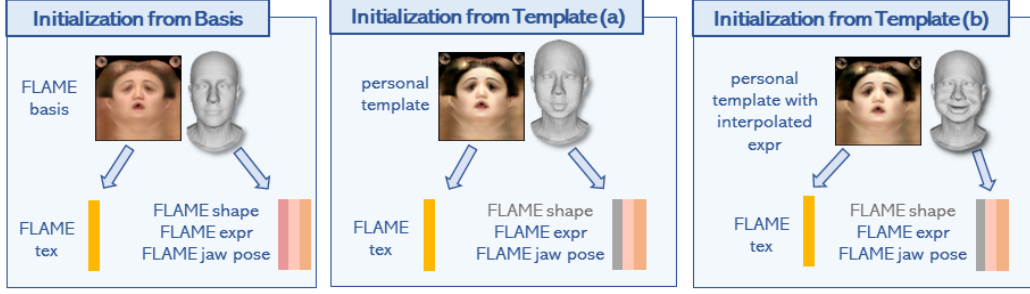 Initialization from Basis
FLAME
basis
FLAME
tex
FLAME shape
FLAME expr
FLAME jaw pose
Initialization from Template (a)
personal
template
FLAME
tex
FLAME shape
FLAME expr
FLAME jaw pose
Initialization from Template (b)
personal
template with
interpolated
expr
FLAME
tex
FLAME shape
FLAME expr
FLAME jaw pose